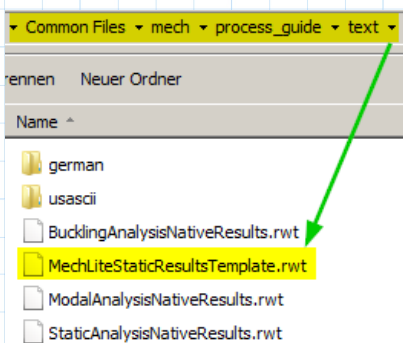 Common Files mech process_guide text
rennen Neuer Ordner
Name
german
usascii
BucklingAnalysisNativeResults.rwt
MechLiteStaticResultsTemplate.rwt
ModalAnalysisNativeResults.rwt
StaticAnalysisNativeResults.rwt